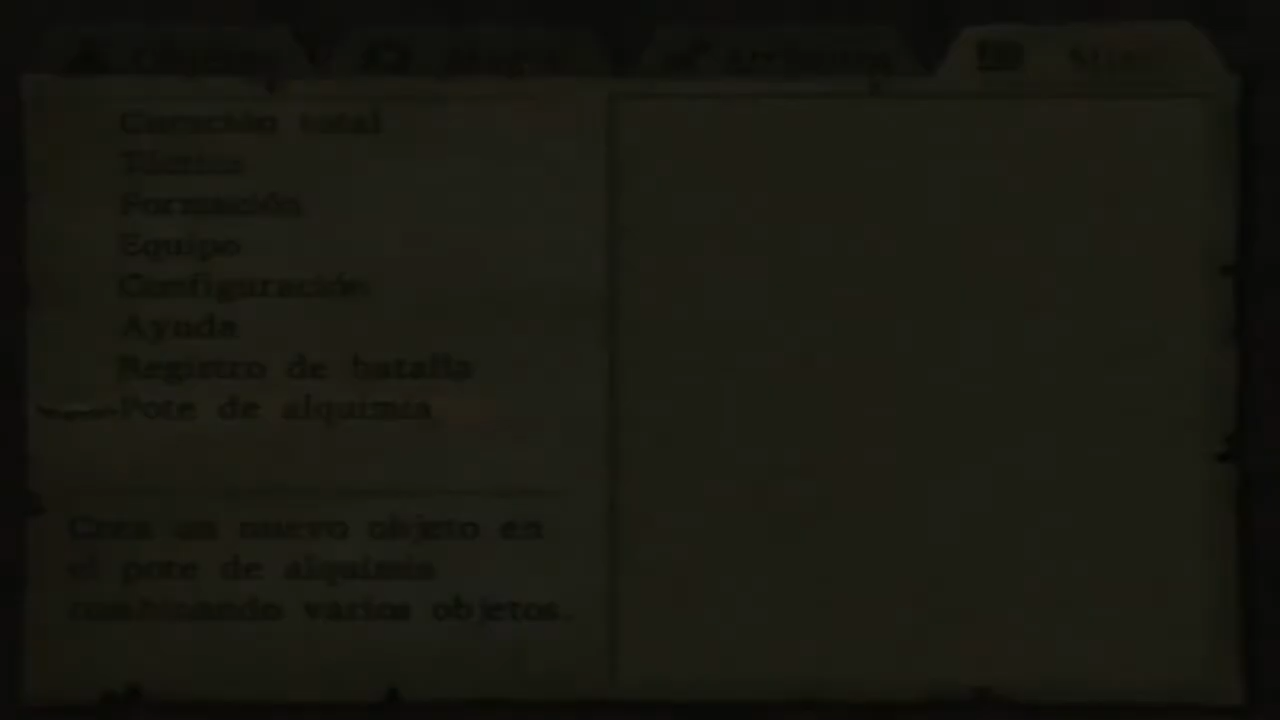 Curación total
Táctica
Formación
Equipo
Configuración
Ayuda
Registro de batalla
Pote de alquimia
Crea un nuevo objeto en
el pote de alquimia
combinando varios objetos.